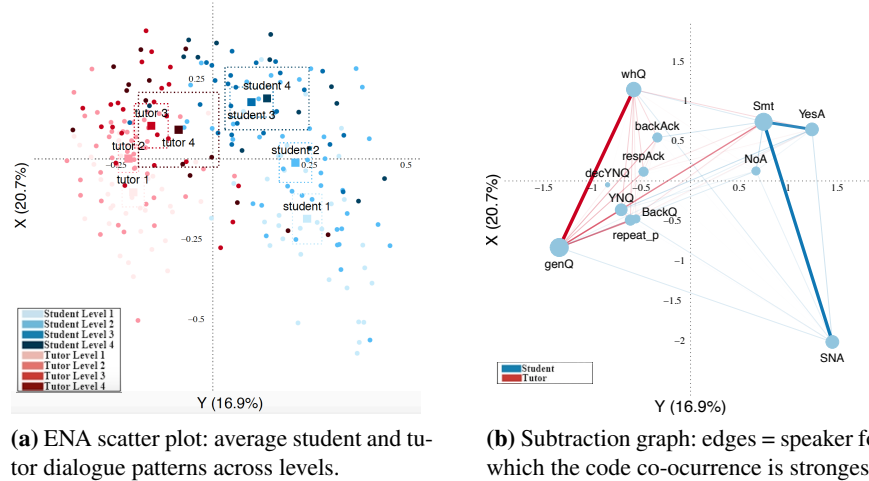 0.25
student 4
student 3
tutor 3
tutor 2
tutor 4
student 2
−0.25
0.25
0.5
tutor 1
student 1
−0.25
−0.5
X (20.7%)
Student Level 1
Student Level 2
Student Level 3
Student Level 4
Tutor Level 1
Tutor Level 2
Tutor Level 3
Tutor Level 4
Y (16.9%)
(a) ENA scatter plot: average student and tu-
tor dialogue patterns across levels.
1.5
whQ
1
Smt
YesA
backAck
0.5
respAck
NoA
decYNQ
−1.5
−1
−0.5
0.5
1
1.5
YNQ
BackQ
repeat_p
−0.5
genQ
−1
−1.5
−2
SNA
X (20.7%)
Student
Tutor
Y (16.9%)
(b) Subtraction graph: edges = speaker fo
which the code co-ocurrence is stronges